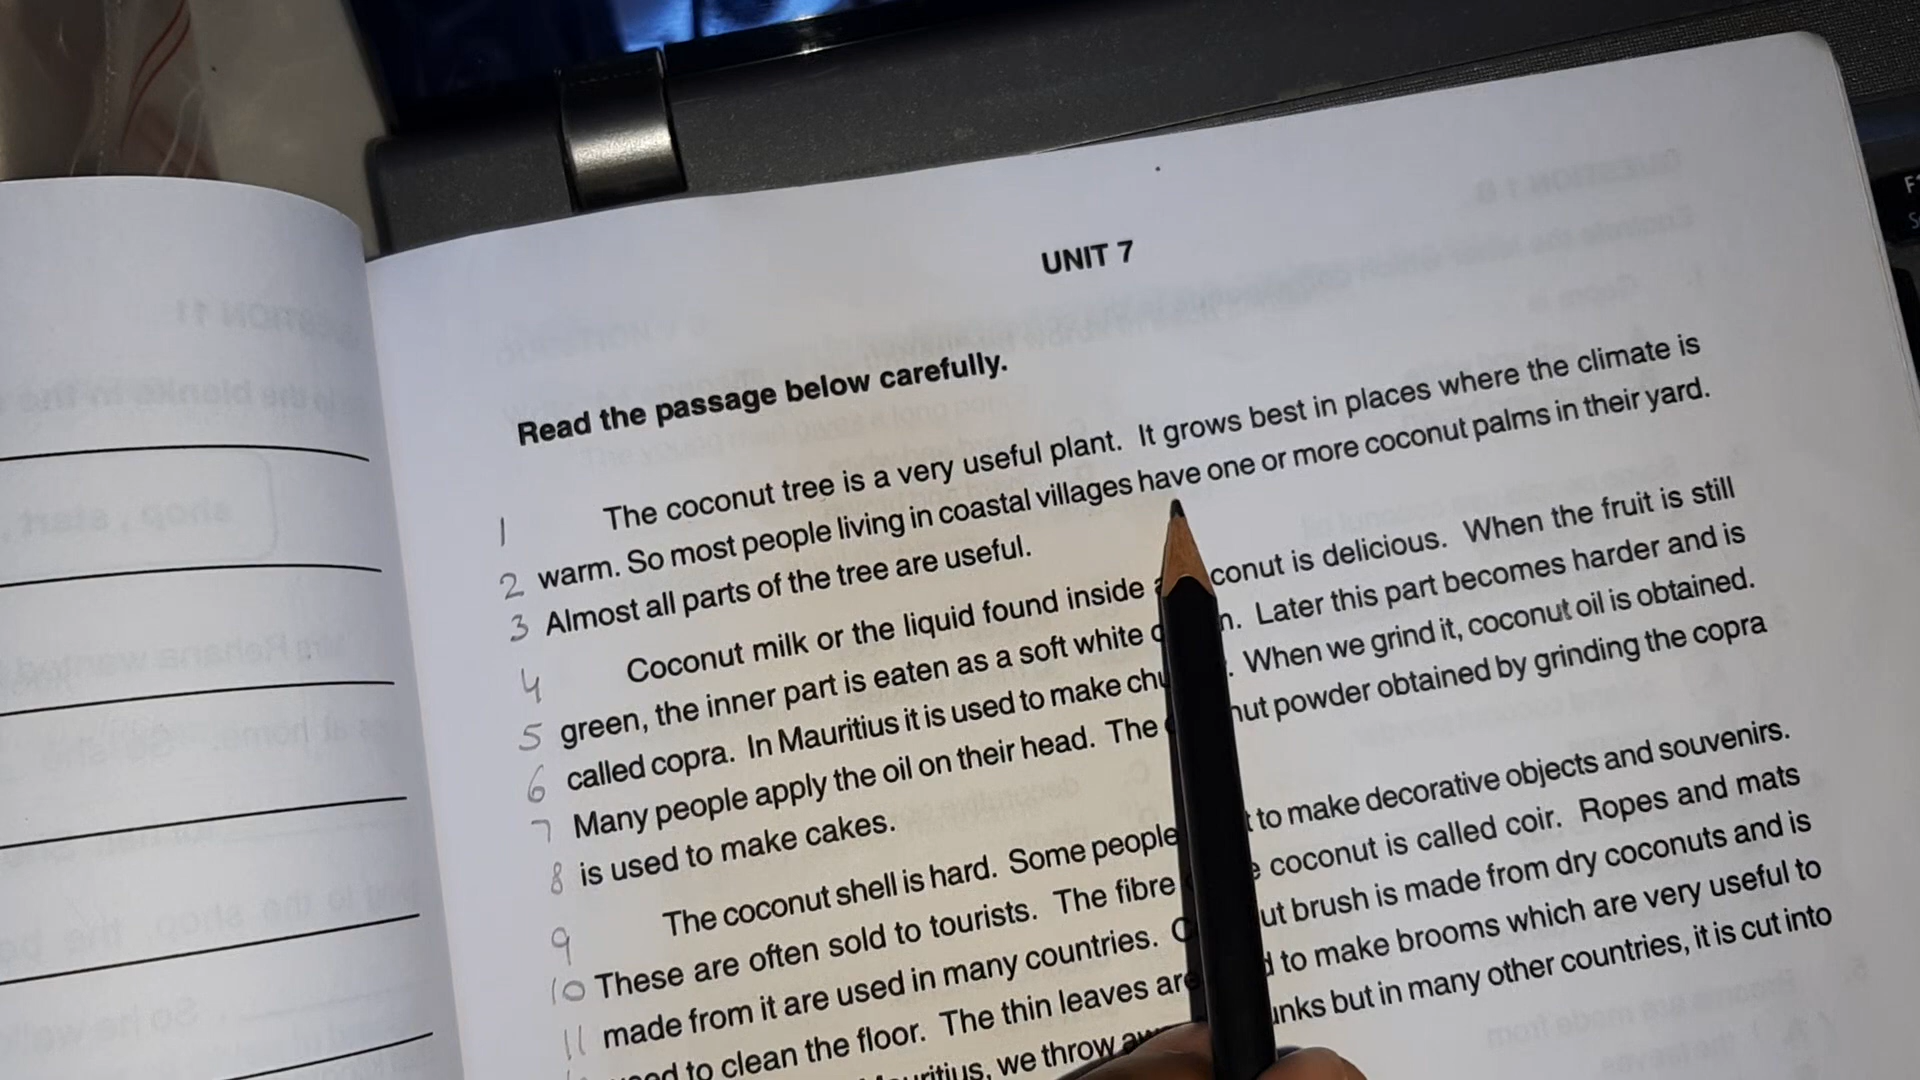 UNIT 7
Read the passage below carefully.
1 The coconut tree is a very useful plant. It grows best in places where the climate is
2 warm. So most people living in coastal villages have one or more coconut palms in their yard.
3 Almost all parts of the tree are useful.
4 Coconut milk or the liquid found inside conut is delicious. When the fruit is still
5 green, the inner part is eaten as a soft white Later this part becomes harder and is
6 called copra. In Mauritius it is used to make When we grind it, coconut oil is obtained.
7 Many people apply the oil on their head. The nut powder obtained by grinding the copra
8 is used to make cakes.
9 The coconut shell is hard. Some people to make decorative objects and souvenirs.
10 These are often sold to tourists. The fibre coconut is called coir. Ropes and mats
11 made from it are used in many countries. ut brush is made from dry coconuts and is
to clean the floor. The thin leaves are to make brooms which are very useful to
we throw but in many other countries, it is cut into